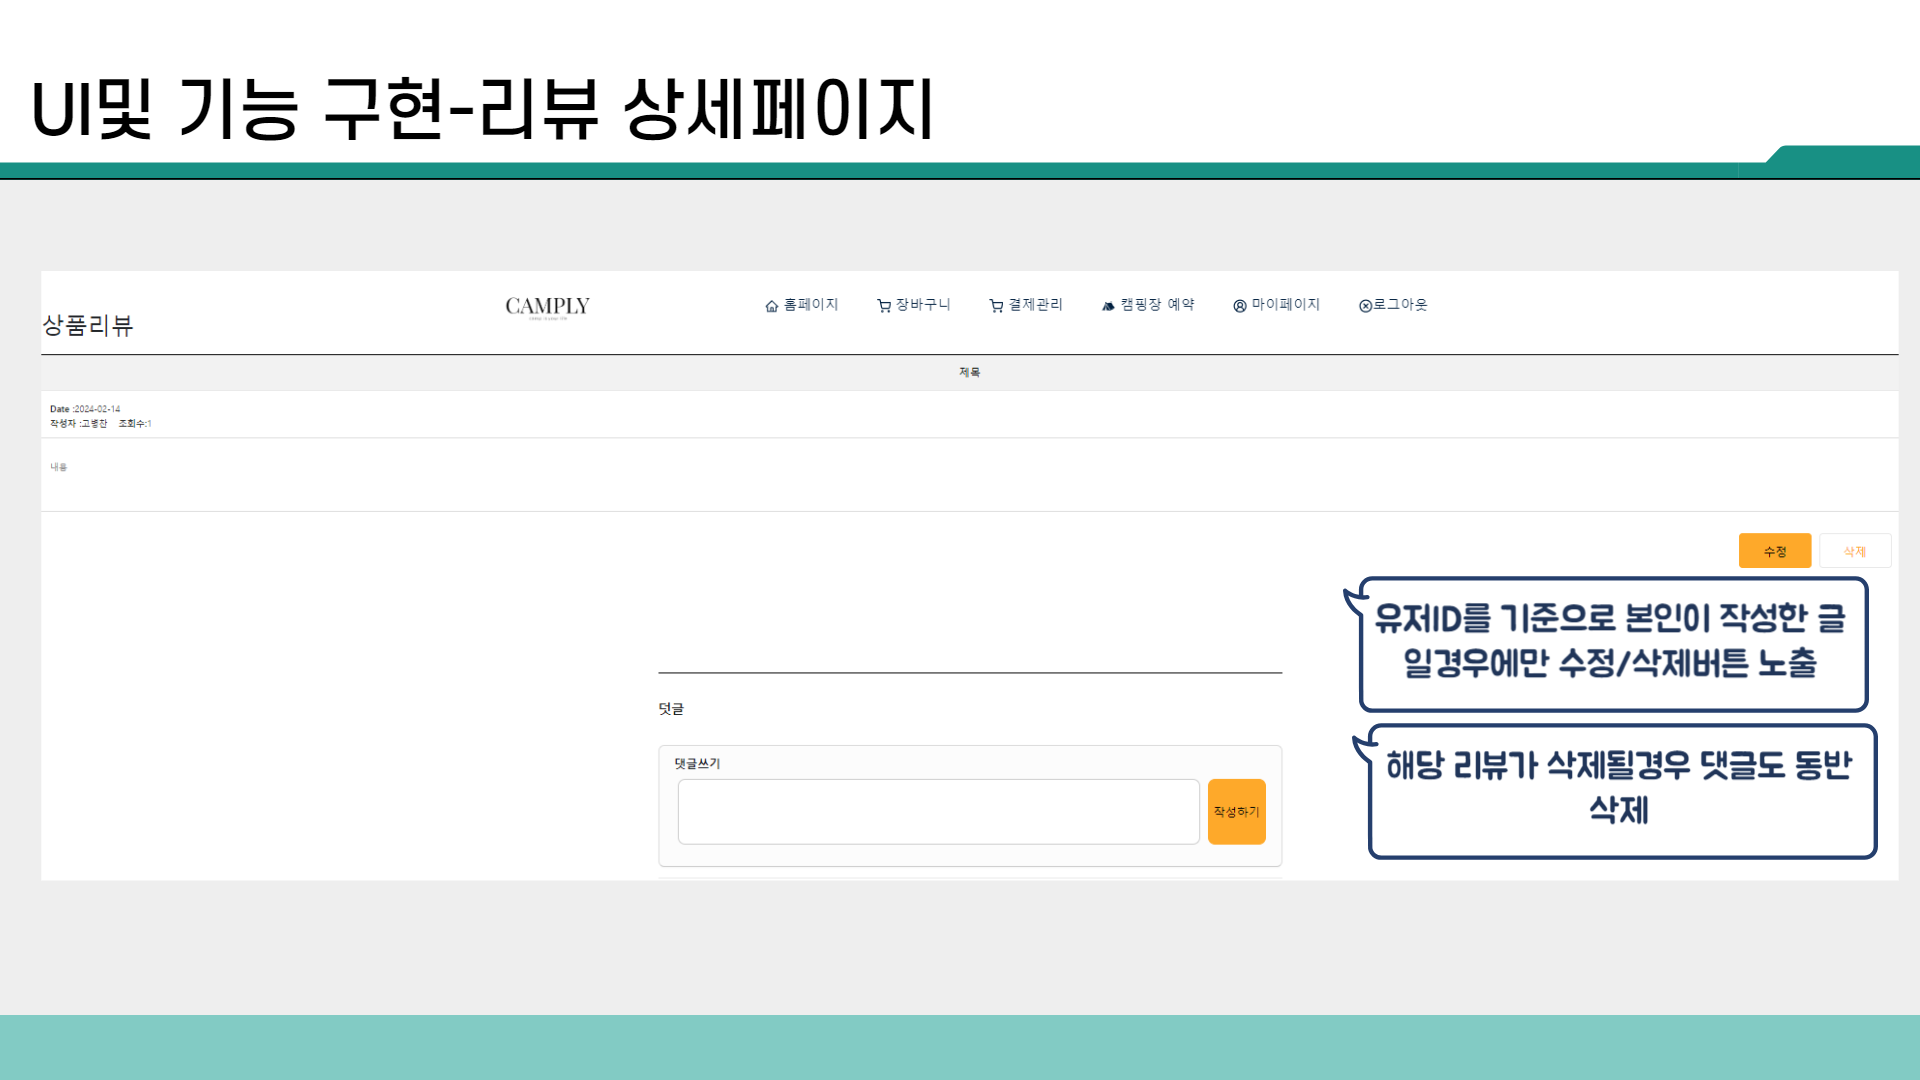 UI및 기능 구현-리뷰 상세페이지
CAMPLY
홈페이지 장바구니 결제관리 캠핑장 예약 마이페이지 로그아웃
상품리뷰
제목
Date :2024-02-14
작성자 :고병찬 조회수:1
내용
수정 삭제
유저ID를 기준으로 본인이 작성한 글
일경우에만 수정/삭제버튼 노출
덧글
댓글쓰기
작성하기
해당 리뷰가 삭제될경우 댓글도 동반
삭제